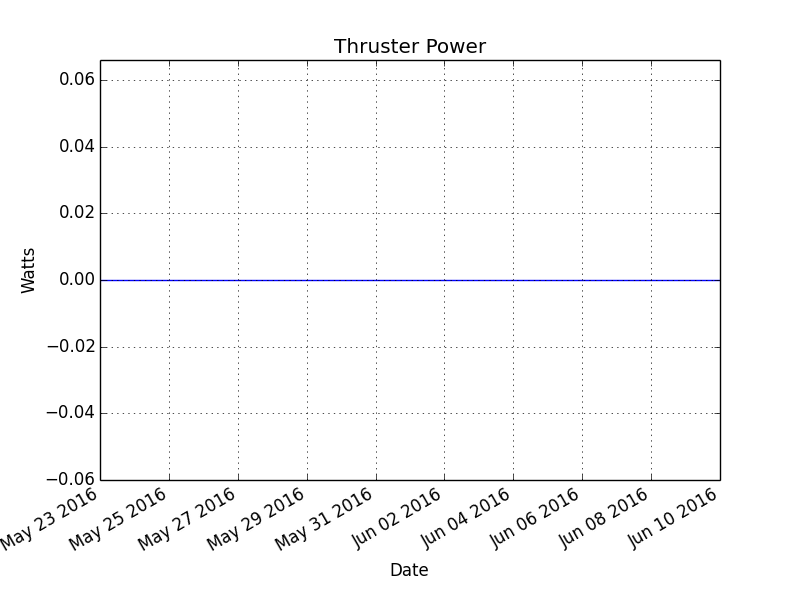 Thruster Power
0.06
0.04
0.02
0.00
−0.02
−0.04
−0.06
Watts
May 23 2016
May 25 2016
May 27 2016
May 29 2016
May 31 2016
Jun 02 2016
Jun 04 2016
Jun 06 2016
Jun 08 2016
Jun 10 2016
Date